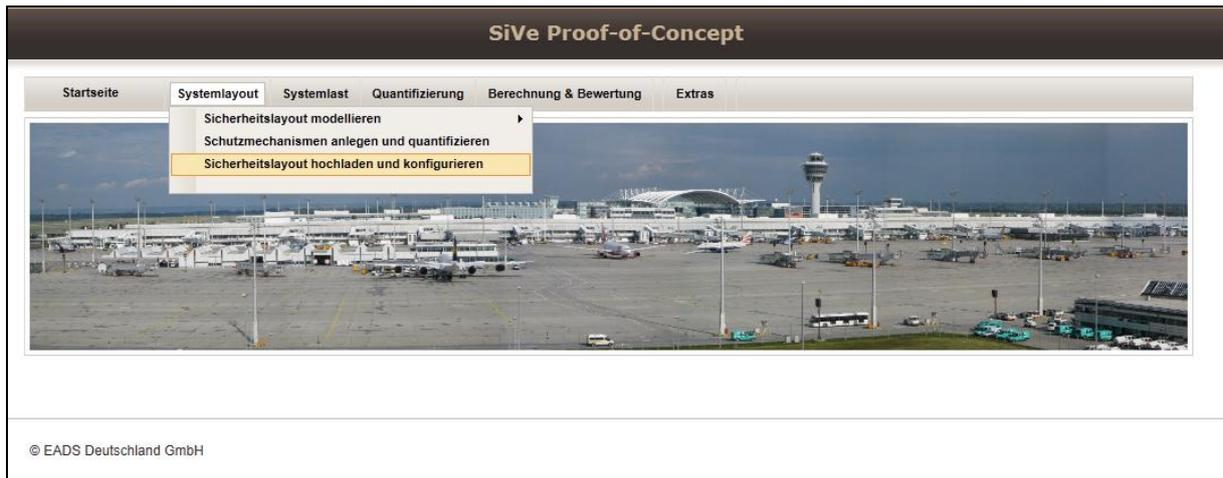 SiVe Proof-of-Concept
Startseite Systemlayout Systemlast Quantifizierung Berechnung & Bewertung Extras
Sicherheitslayout modellieren
Schutzmechanismen anlegen und quantifizieren
Sicherheitslayout hochladen und konfigurieren
© EADS Deutschland GmbH